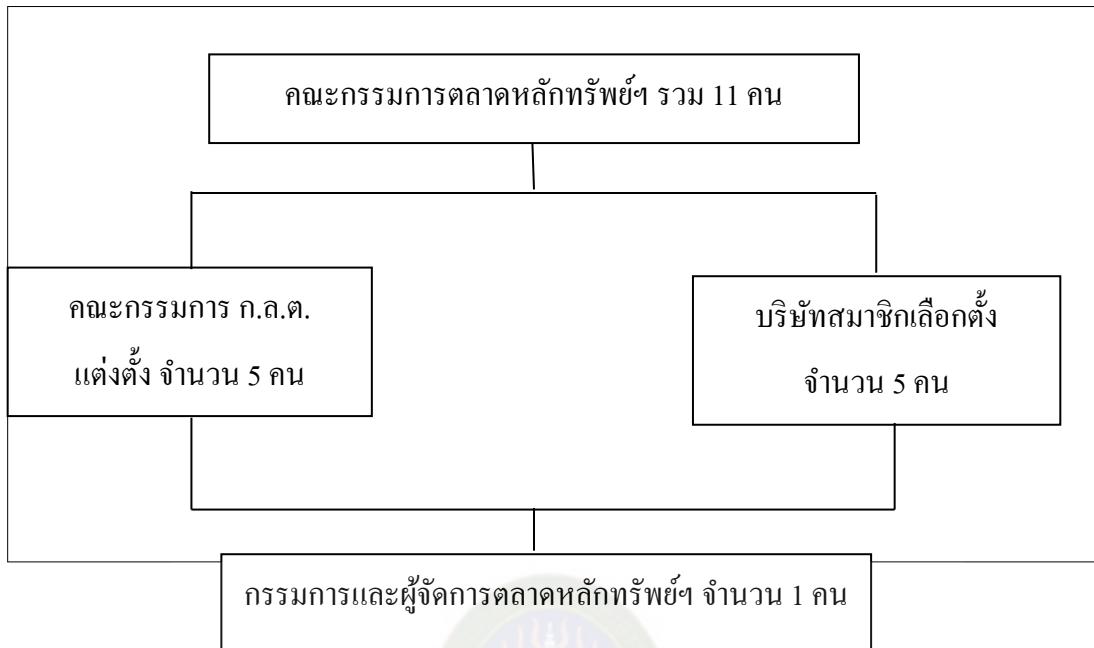 คณะกรรมการตลาดหลักทรัพย์ฯ รวม 11 คน
คณะกรรมการ ก.ล.ต.
แต่งตั้ง จำนวน 5 คน
บริษัทสมาชิกเลือกตั้ง
จำนวน 5 คน
กรรมการและผู้จัดการตลาดหลักทรัพย์ฯ จำนวน 1 คน